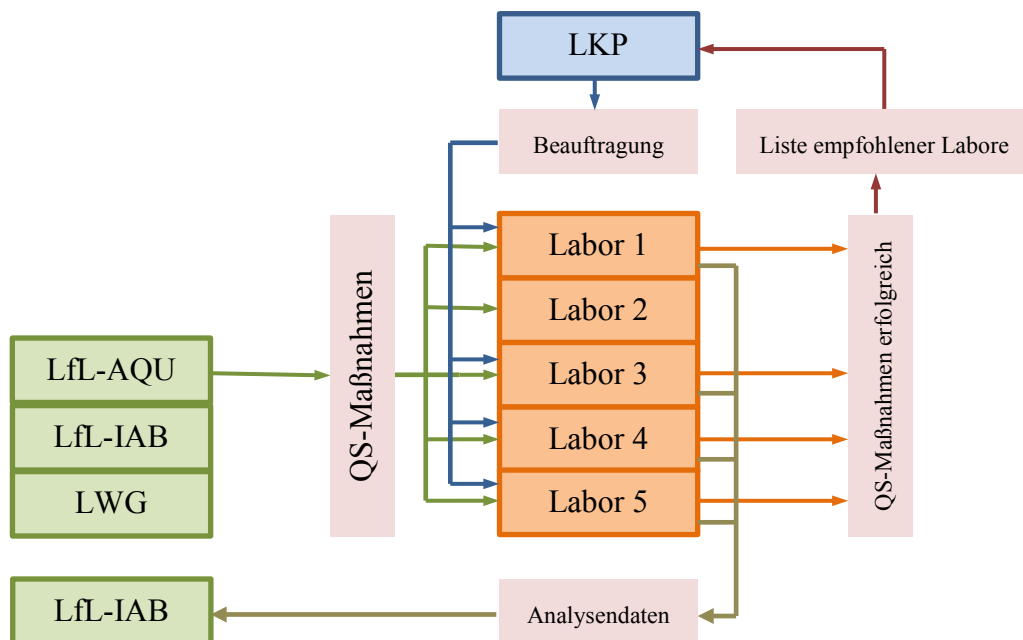 LKP
Beauftragung
Liste empfohlener Labore
QS-Maßnahmen
Labor 1
Labor 2
Labor 3
Labor 4
Labor 5
QS-Maßnahmen erfolgreich
LfL-AQU
LfL-IAB
LWG
LfL-IAB
Analysendaten